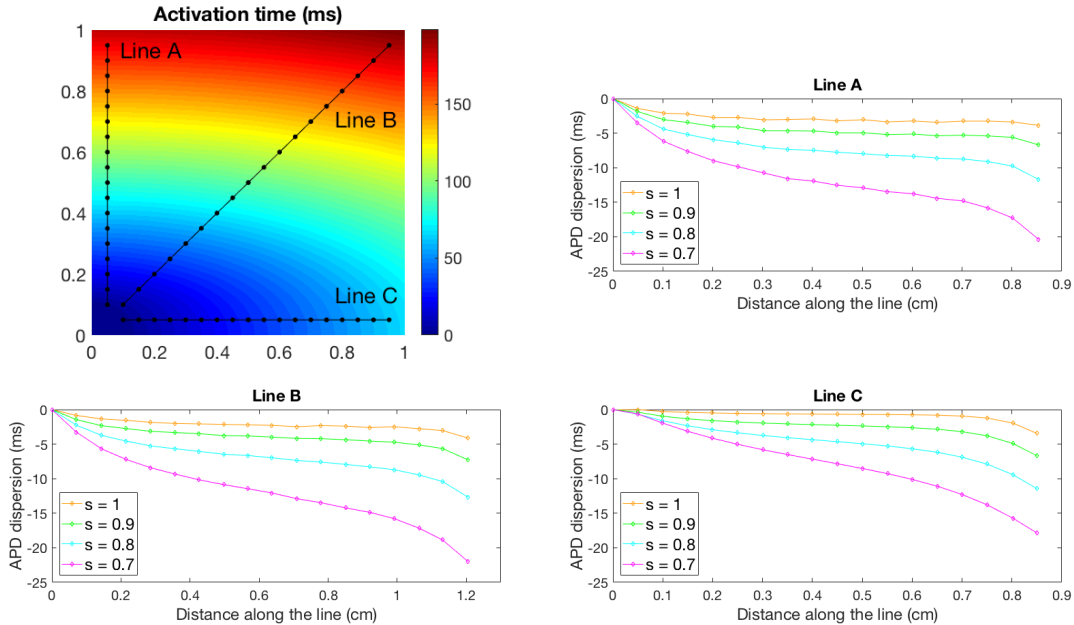 Activation time (ms)
1
0.8
0.6
0.4
0.2
0
0 0.2 0.4 0.6 0.8 1
Line A
Line B
Line C
150
100
50
0
Line A
APD dispersion (ms)
0
-5
-10
-15
-20
-25
s = 1
s = 0.9
s = 0.8
s = 0.7
0 0.1 0.2 0.3 0.4 0.5 0.6 0.7 0.8 0.9
Distance along the line (cm)
Line B
APD dispersion (ms)
0
-5
-10
-15
-20
-25
s = 1
s = 0.9
s = 0.8
s = 0.7
0 0.2 0.4 0.6 0.8 1 1.2
Distance along the line (cm)
Line C
APD dispersion (ms)
0
-5
-10
-15
-20
-25
s = 1
s = 0.9
s = 0.8
s = 0.7
0 0.1 0.2 0.3 0.4 0.5 0.6 0.7 0.8 0.9
Distance along the line (cm)